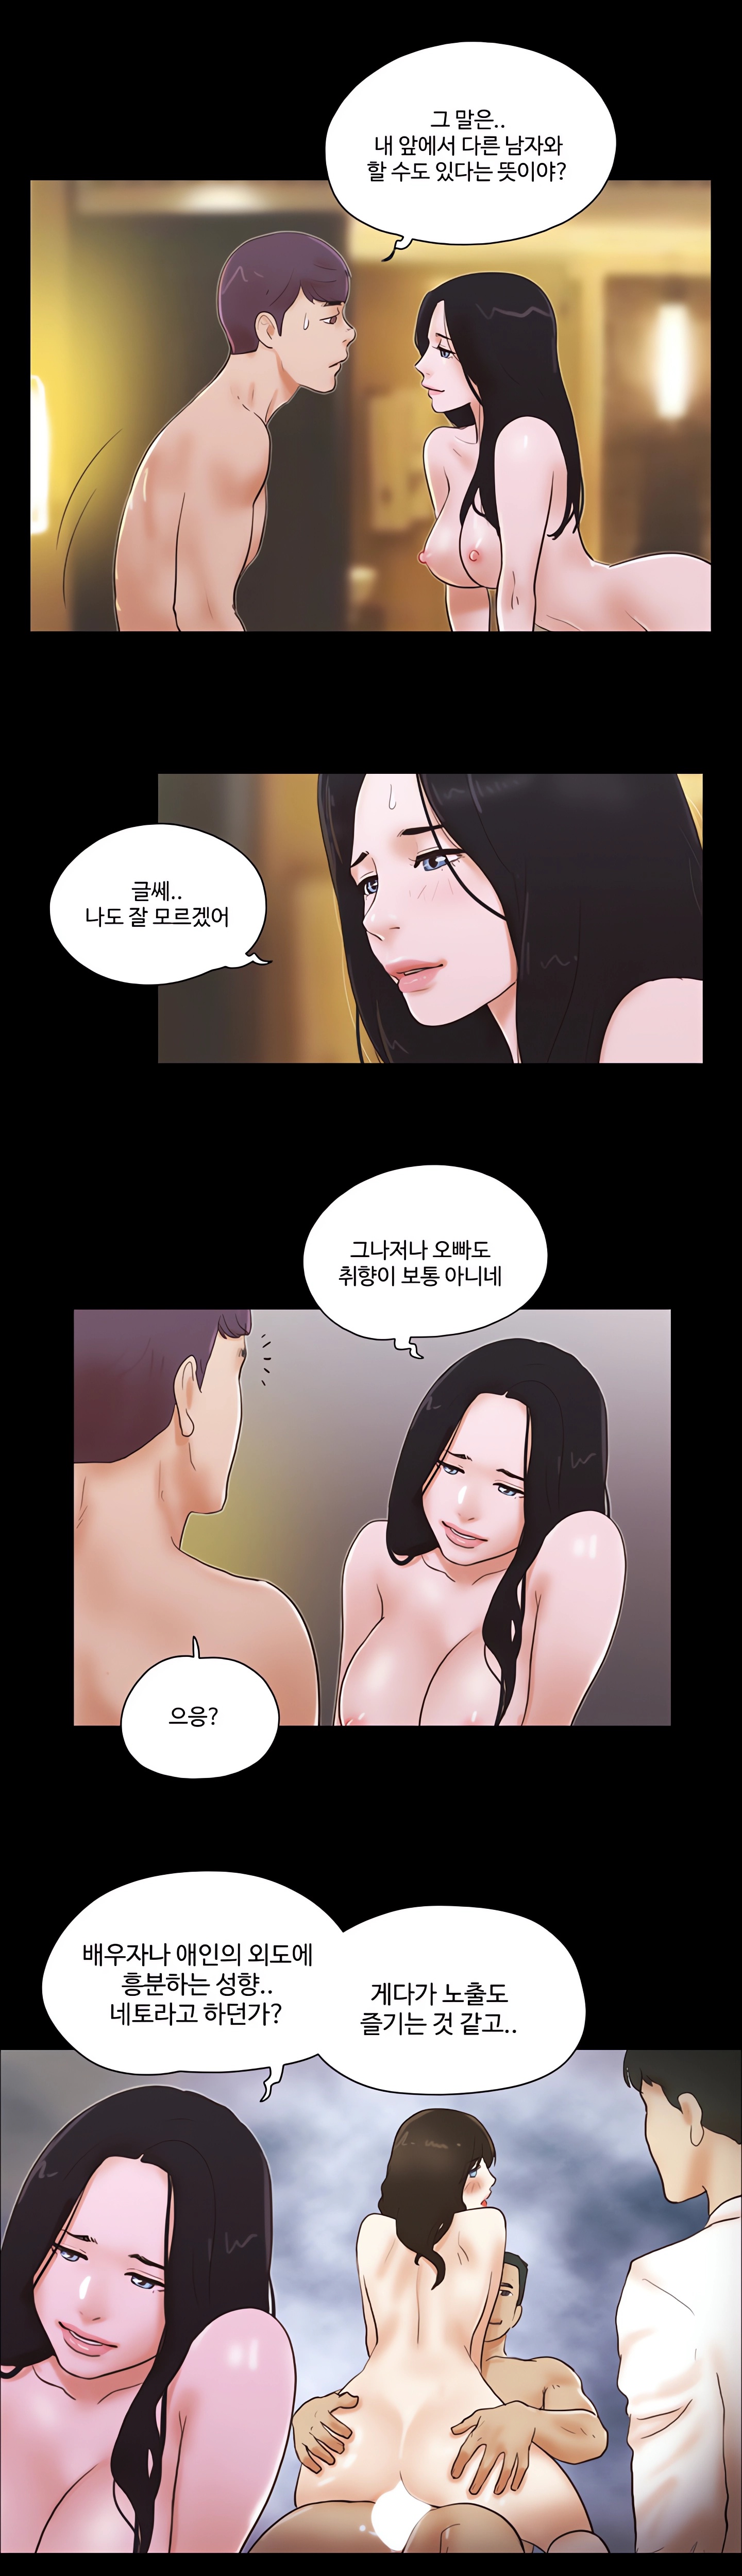 그 말은..
내 앞에서 다른 남자와
할 수도 있다는 뜻이야?
글쎄..
나도 잘 모르겠어
그나저나 오빠도
취향이 보통 아니네
으응?
배우자나 애인의 외도에
흥분하는 성향..
네토라고 하던가?
게다가 노출도
즐기는 것 같고..